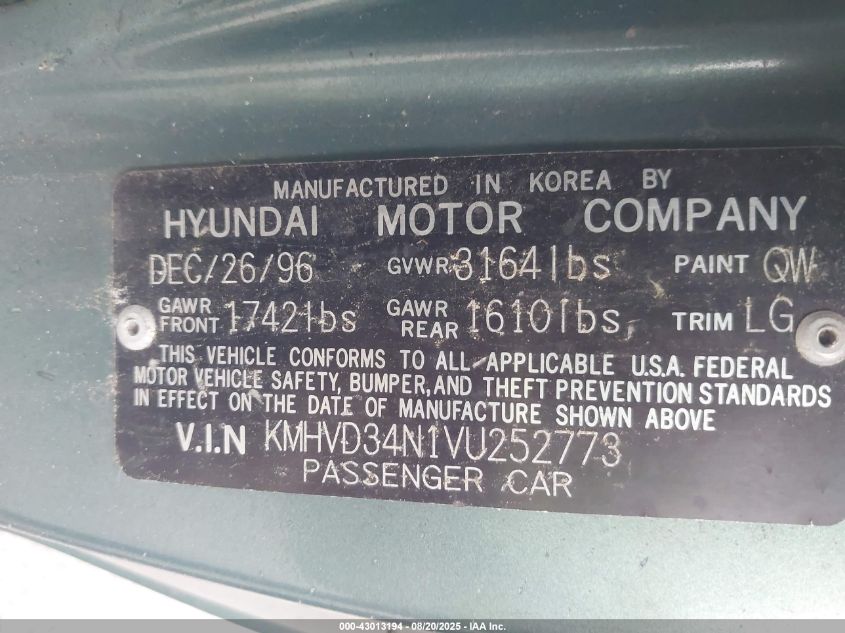 MANUFACTURED IN KOREA BY
HYUNDAI MOTOR COMPANY
DEC/26/96 GVWR 3164lbs PAINT QW
GAWR FRONT 1742lbs GAWR REAR 1610lbs TRIM LG
THIS VEHICLE CONFORMS TO ALL APPLICABLE U.S.A. FEDERAL
MOTOR VEHICLE SAFETY, BUMPER, AND THEFT PREVENTION STANDARDS
IN EFFECT ON THE DATE OF MANUFACTURE SHOWN ABOVE
V.I.N KMHVD34N1VU252773
PASSENGER CAR
000-43013194 - 08/20/2025 - IAA Inc.